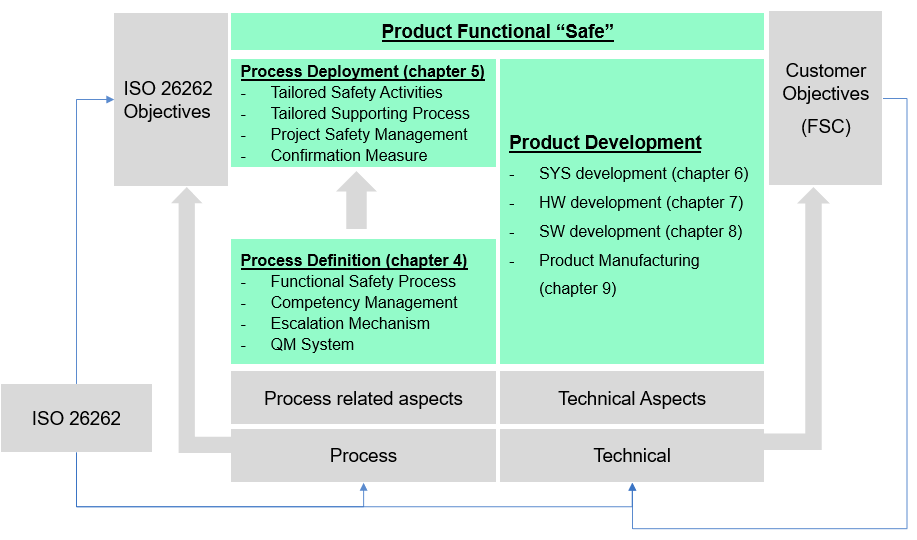 Product Functional “Safe”
ISO 26262
Objectives
Process Deployment (chapter 5)
- Tailored Safety Activities
- Tailored Supporting Process
- Project Safety Management
- Confirmation Measure
Process Definition (chapter 4)
- Functional Safety Process
- Competency Management
- Escalation Mechanism
- QM System
Product Development
- SYS development (chapter 6)
- HW development (chapter 7)
- SW development (chapter 8)
- Product Manufacturing
(chapter 9)
Customer
Objectives
(FSC)
ISO 26262
Process related aspects
Technical Aspects
Process
Technical